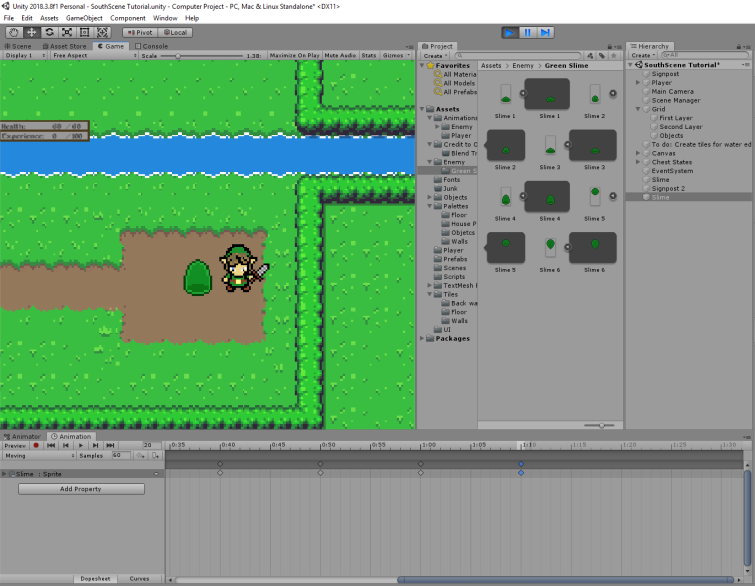 Unity 2018.3.8f1 Personal - SouthScene Tutorial.unity - Computer Project - PC, Mac & Linux Standalone* <DX11>
File Edit Assets GameObject Component Window Help
Pivot Local
Scene Asset Store Game Console
Display 1 Free Aspect Scale 1.38 Maximize On Play Mute Audio Stats Gizmos
Health: 60 / 60
Experience: 0 / 100
Project
Create
Favorites
All Materia
All Models
All Prefabs
Assets
Animations
Enemy
Player
Credit to C
Blend Tr
Enemy
Green S
Fonts
Junk
Objects
Palettes
Floor
House P
Objetcs
Walls
Player
Prefabs
Scenes
Scripts
TextMesh P
Tiles
Back wa
Floor
Walls
UI
Packages
Assets Enemy Green Slime
Slime 1 Slime 1 Slime 2
Slime 2 Slime 3 Slime 3
Slime 4 Slime 4 Slime 5
Slime 5 Slime 6 Slime 6
Hierarchy
Create All
SouthScene Tutorial*
Signpost
Player
Main Camera
Scene Manager
Grid
First Layer
Second Layer
Objects
To do: Create tiles for water ed
Canvas
Chest States
EventSystem
Slime
Signpost 2
Slime
Animator Animation
Preview 20 0:35 0:40 0:45 0:50 0:55 1:00 1:05 1:10 1:15 1:20 1:25 1:30
Moving Samples 60
Slime : Sprite
Add Property
Dopesheet Curves